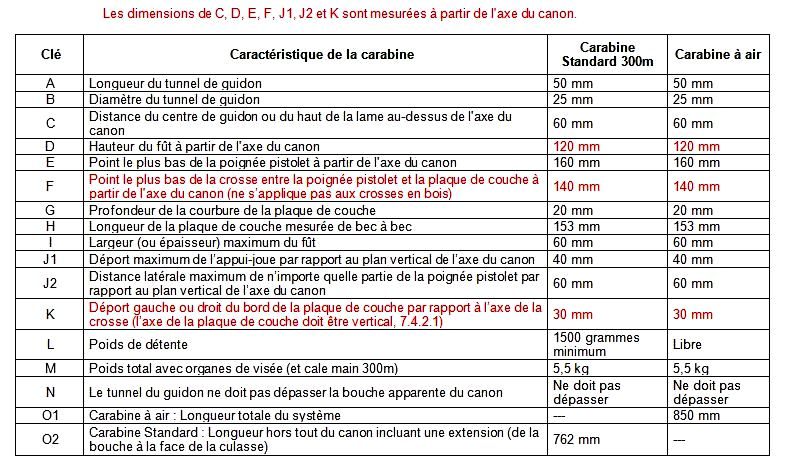 Les dimensions de C, D, E, F, J1, J2 et K sont mesurées à partir de l'axe du canon.
Clé Caractéristique de la carabine Carabine Standard 300m Carabine à air
A Longueur du tunnel de guidon 50 mm 50 mm
B Diamètre du tunnel de guidon 25 mm 25 mm
C Distance du centre de guidon ou du haut de la lame au-dessus de l'axe du
canon 60 mm 60 mm
D Hauteur du fût à partir de l'axe du canon 120 mm 120 mm
E Point le plus bas de la poignée pistolet à partir de l'axe du canon 160 mm 160 mm
F Point le plus bas de la crosse entre la poignée pistolet et la plaque de couche à
partir de l'axe du canon (ne s'applique pas aux crosses en bois) 140 mm 140 mm
G Profondeur de la courbure de la plaque de couche 20 mm 20 mm
H Longueur de la plaque de couche mesurée de bec à bec 153 mm 153 mm
I Largeur (ou épaisseur) maximum du fût 60 mm 60 mm
J1 Déport maximum de l'appui-joue par rapport au plan vertical de l'axe du canon 40 mm 40 mm
J2 Distance latérale maximum de n'importe quelle partie de la poignée pistolet par
rapport au plan vertical de l'axe du canon 60 mm 60 mm
K Déport gauche ou droit du bord de la plaque de couche par rapport à l'axe de la
crosse (l'axe de la plaque de couche doit être vertical, 7.4.2.1) 30 mm 30 mm
L Poids de détente 1500 grammes minimum Libre
M Poids total avec organes de visée (et cale main 300m) 5,5 kg 5,5 kg
N Le tunnel du guidon ne doit pas dépasser la bouche apparente du canon Ne doit pas dépasser Ne doit pas dépasser
O1 Carabine à air : Longueur totale du système --- 850 mm
O2 Carabine Standard : Longueur hors tout du canon incluant une extension (de la
bouche à la face de la culasse) 762 mm ---